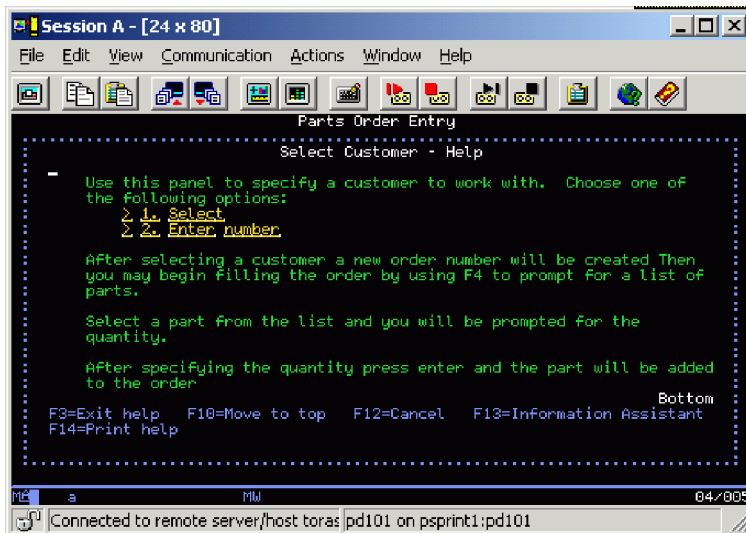 Session A - [24 x 80]
File Edit View Communication Actions Window Help
Parts Order Entry
Select Customer - Help
Use this panel to specify a customer to work with. Choose one of
the following options:
> 1. Select
> 2. Enter number
After selecting a customer a new order number will be created Then
you may begin filling the order by using F4 to prompt for a list of
parts.
Select a part from the list and you will be prompted for the
quantity.
After specifying the quantity press enter and the part will be added
to the order
Bottom
F3=Exit help F10=Move to top F12=Cancel F13=Information Assistant
F14=Print help
a MW 04/005
Connected to remote server/host toras pd101 on psprint1:pd101